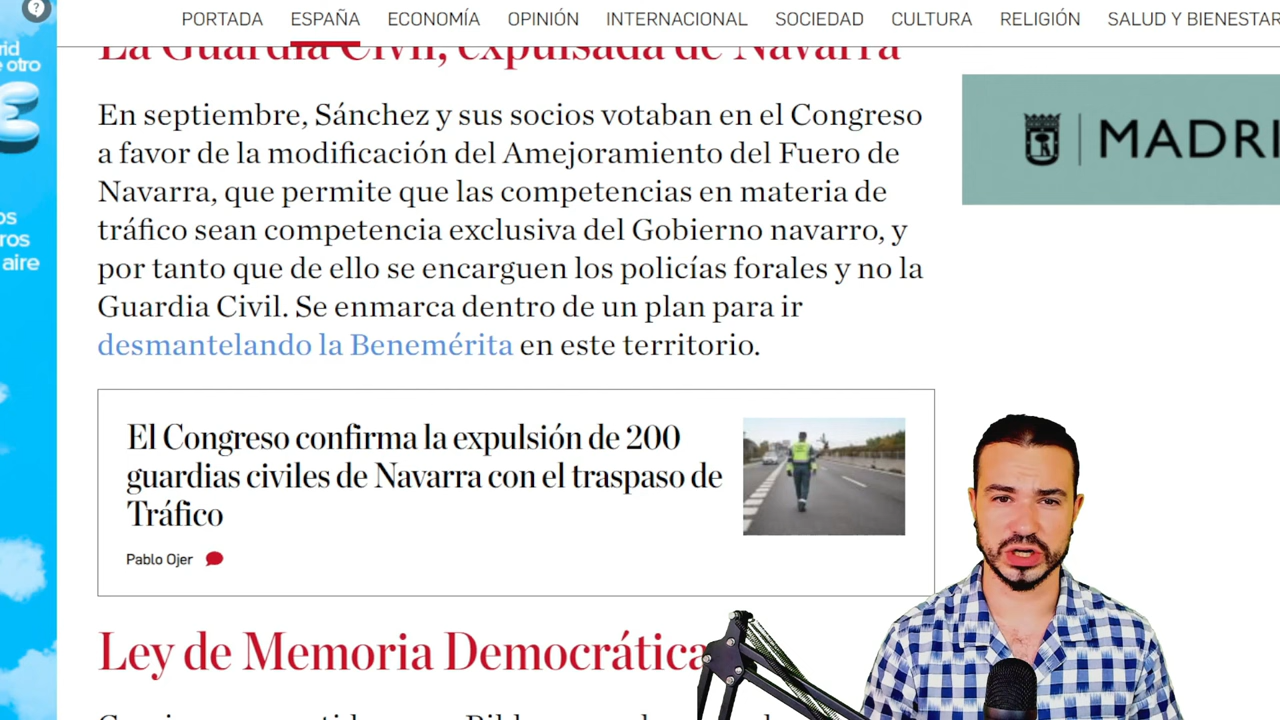 PORTADA ESPAÑA ECONOMÍA OPINIÓN INTERNACIONAL SOCIEDAD CULTURA RELIGIÓN SALUD Y BIENESTAR
La Guardia Civil, expulsada de Navarra
En septiembre, Sánchez y sus socios votaban en el Congreso
a favor de la modificación del Amejoramiento del Fuero de
Navarra, que permite que las competencias en materia de
tráfico sean competencia exclusiva del Gobierno navarro, y
por tanto que de ello se encarguen los policías forales y no la
Guardia Civil. Se enmarca dentro de un plan para ir
desmantelando la Benemérita en este territorio.
El Congreso confirma la expulsión de 200
guardias civiles de Navarra con el traspaso de
Tráfico
Pablo Ojer
Ley de Memoria Democrática
MADRI
?
otro
€
aire